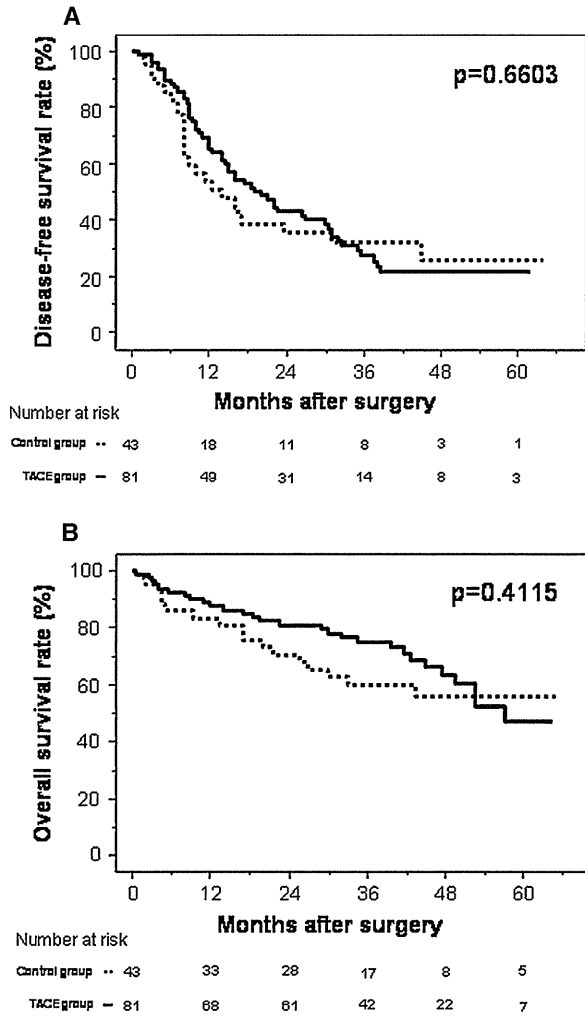 A
Disease-free survival rate [%]
100
80
60
40
20
0
p=0.6603
0 12 24 36 48 60
Months after surgery
Number at risk
Control group 43 18 11 8 3 1
TACE group 81 49 31 14 8 3
B
Overall survival rate [%]
100
80
60
40
20
0
p=0.4115
0 12 24 36 48 60
Months after surgery
Number at risk
Control group 43 33 28 17 8 5
TACE group 81 68 61 42 22 7